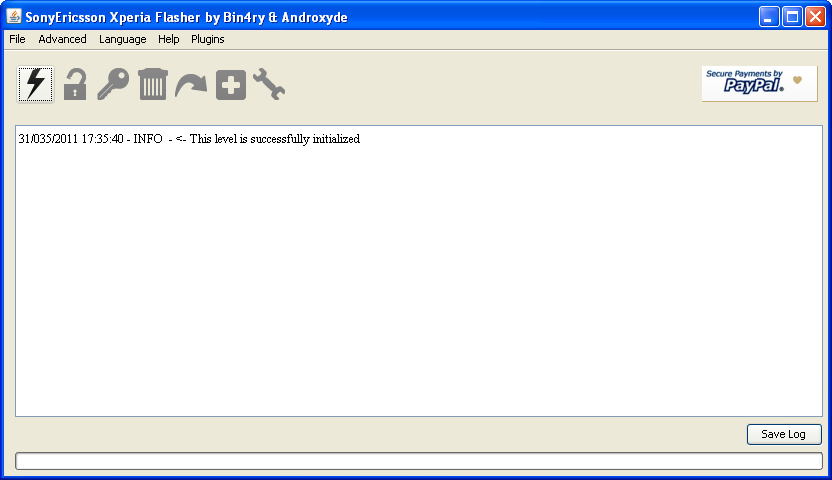 SonyEricsson Xperia Flasher by Bin4ry & Androxyde
File Advanced Language Help Plugins
Secure Payments by
PayPal.
31/035/2011 17:35:40 - INFO  - <- This level is successfully initialized
Save Log